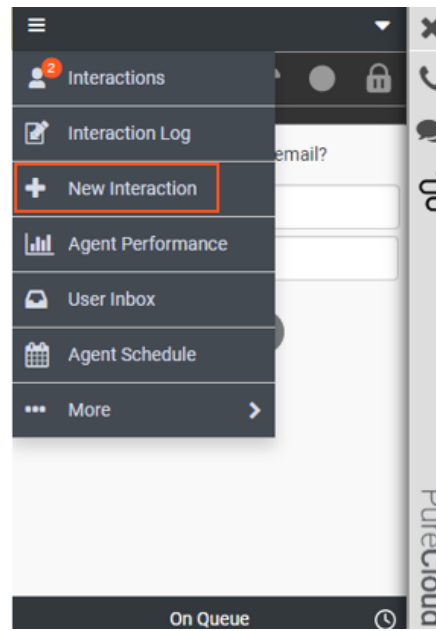 2
Interactions
Interaction Log
email?
New Interaction
Agent Performance
User Inbox
Agent Schedule
More
PureCloud
On Queue